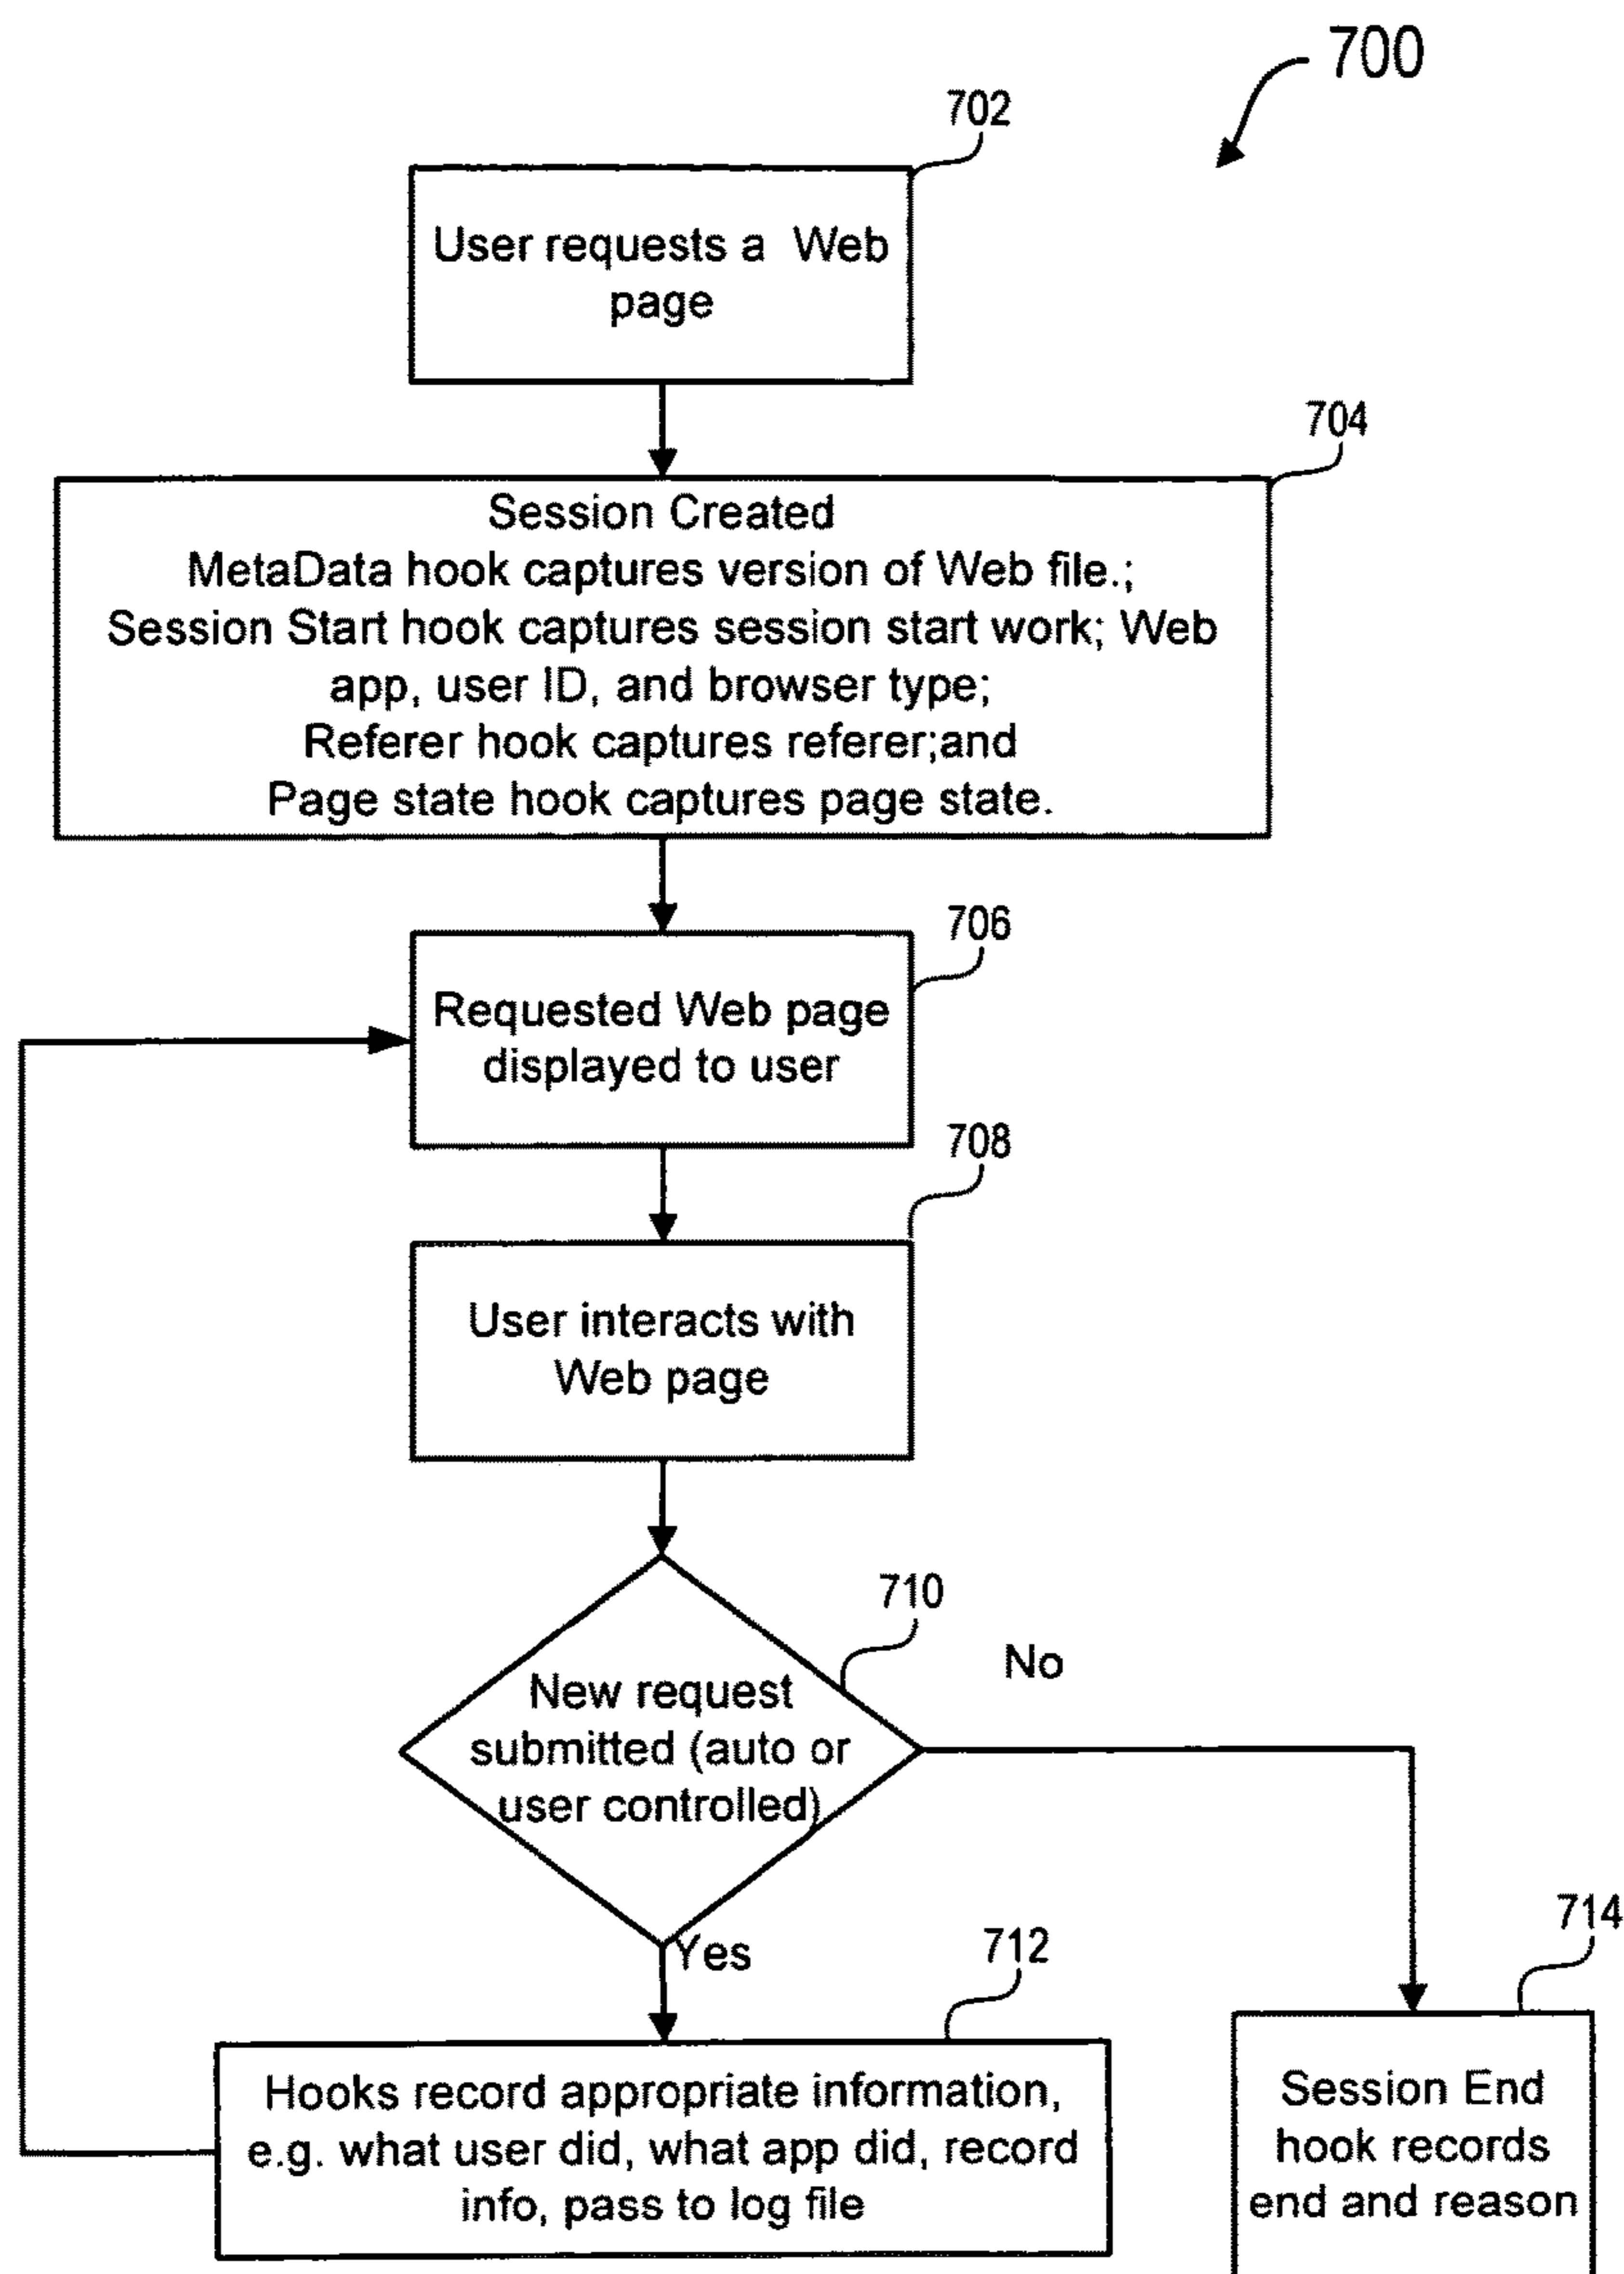 700
702
User requests a Web
page
704
Session Created
MetaData hook captures version of Web file.;
Session Start hook captures session start work; Web
app, user ID, and browser type;
Referer hook captures referer;and
Page state hook captures page state.
706
Requested Web page
displayed to user
708
User interacts with
Web page
710
No
New request
submitted (auto or
user controlled)
Yes
712
714
Hooks record appropriate information,
e.g. what user did, what app did, record
info, pass to log file
Session End
hook records
end and reason